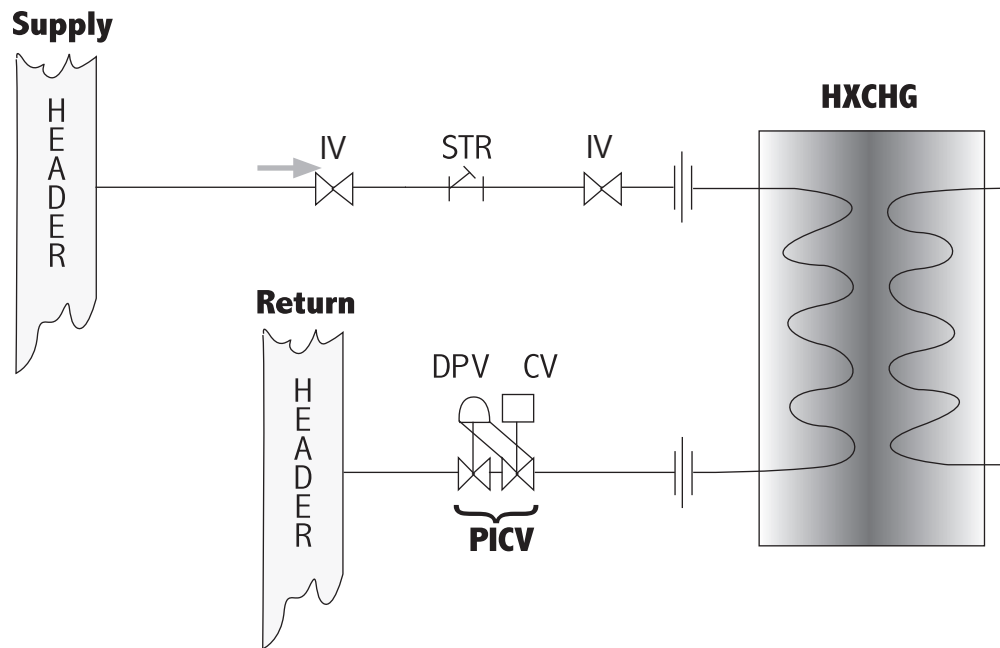 Supply
HEADER
IV
STR
IV
HXCHG
Return
HEADER
DPV
CV
PICV